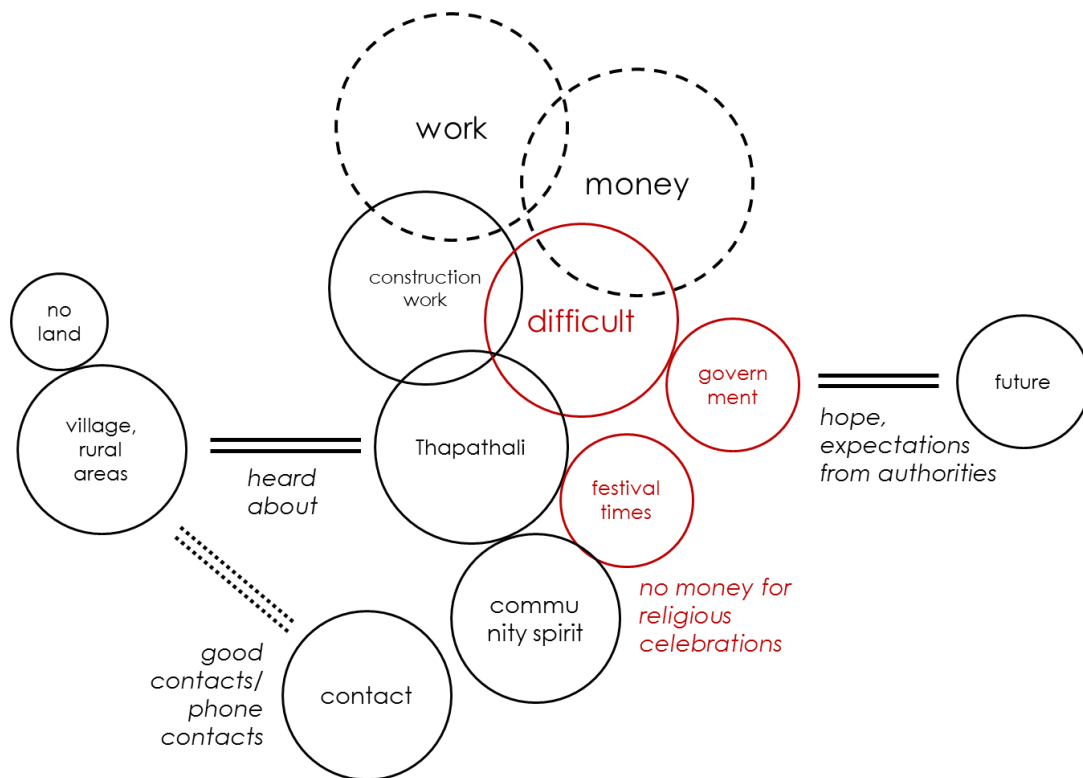 work
money
construction
work
no
land
difficult
govern
ment
future
village,
rural
areas
Thapathali
hope,
expectations
from authorities
heard
about
festival
times
no money for
religious
celebrations
commu
nity spirit
good
contacts/
phone
contacts
contact